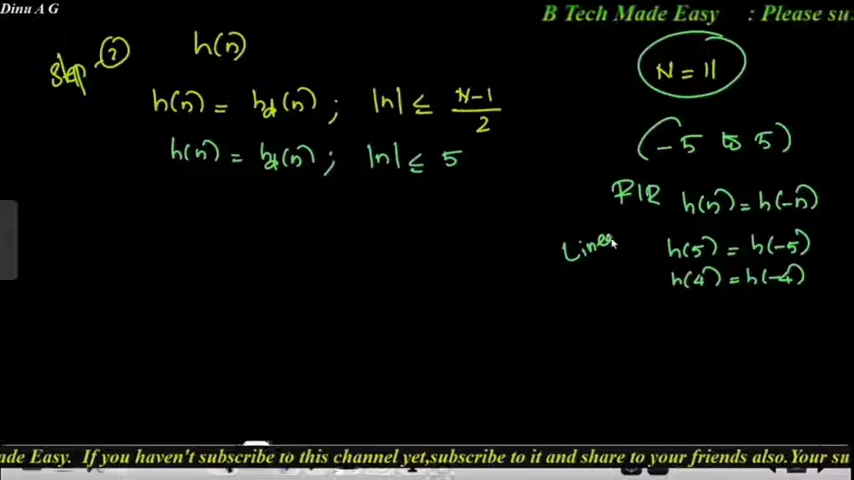 Dinu A G
B Tech Made Easy : Please su
Step-②
h(n)
N = 11
h(n) = hd(n) ; |n| ≤ N-1/2
(-5 to 5)
h(n) = hd(n) ; |n| ≤ 5
FIR h(n) = h(-n)
Linea
h(5) = h(-5)
h(4) = h(-4)
ade Easy. If you haven't subscribe to this channel yet,subscribe to it and share to your friends also.Your su